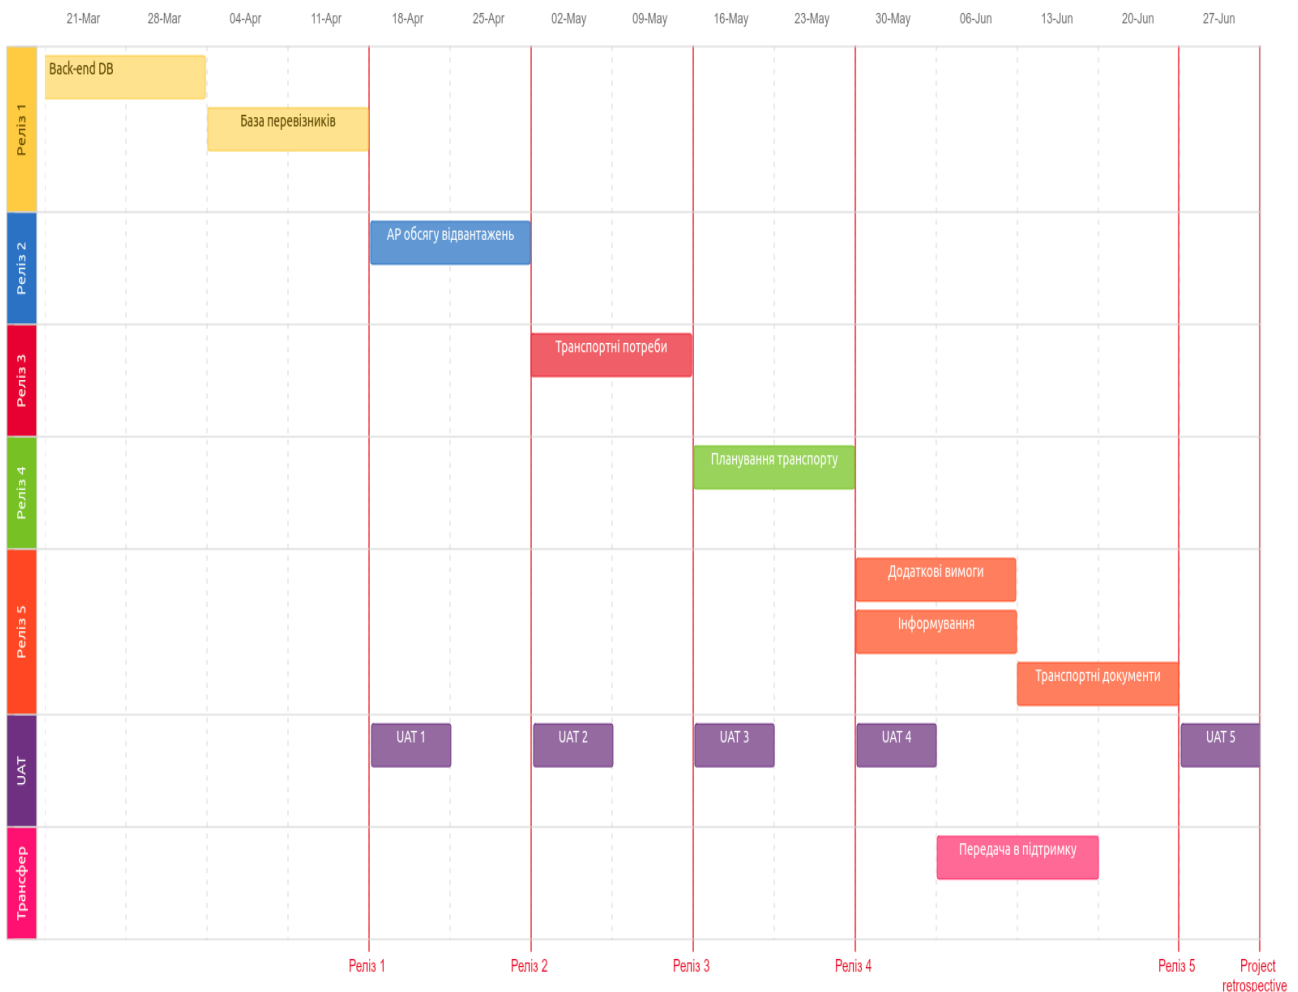 21-Mar 28-Mar 04-Apr 11-Apr 18-Apr 25-Apr 02-May 09-May 16-May 23-May 30-May 06-Jun 13-Jun 20-Jun 27-Jun
Реліз 1
Back-end DB
База перевізників
Реліз 2
АР обсягу відвантажень
Реліз 3
Транспортні потреби
Реліз 4
Планування транспорту
Реліз 5
Додаткові вимоги
Інформування
Транспортні документи
UAT
UAT 1 UAT 2 UAT 3 UAT 4 UAT 5
Трансфер
Передача в підтримку
Реліз 1 Реліз 2 Реліз 3 Реліз 4 Реліз 5 Project
retrospective